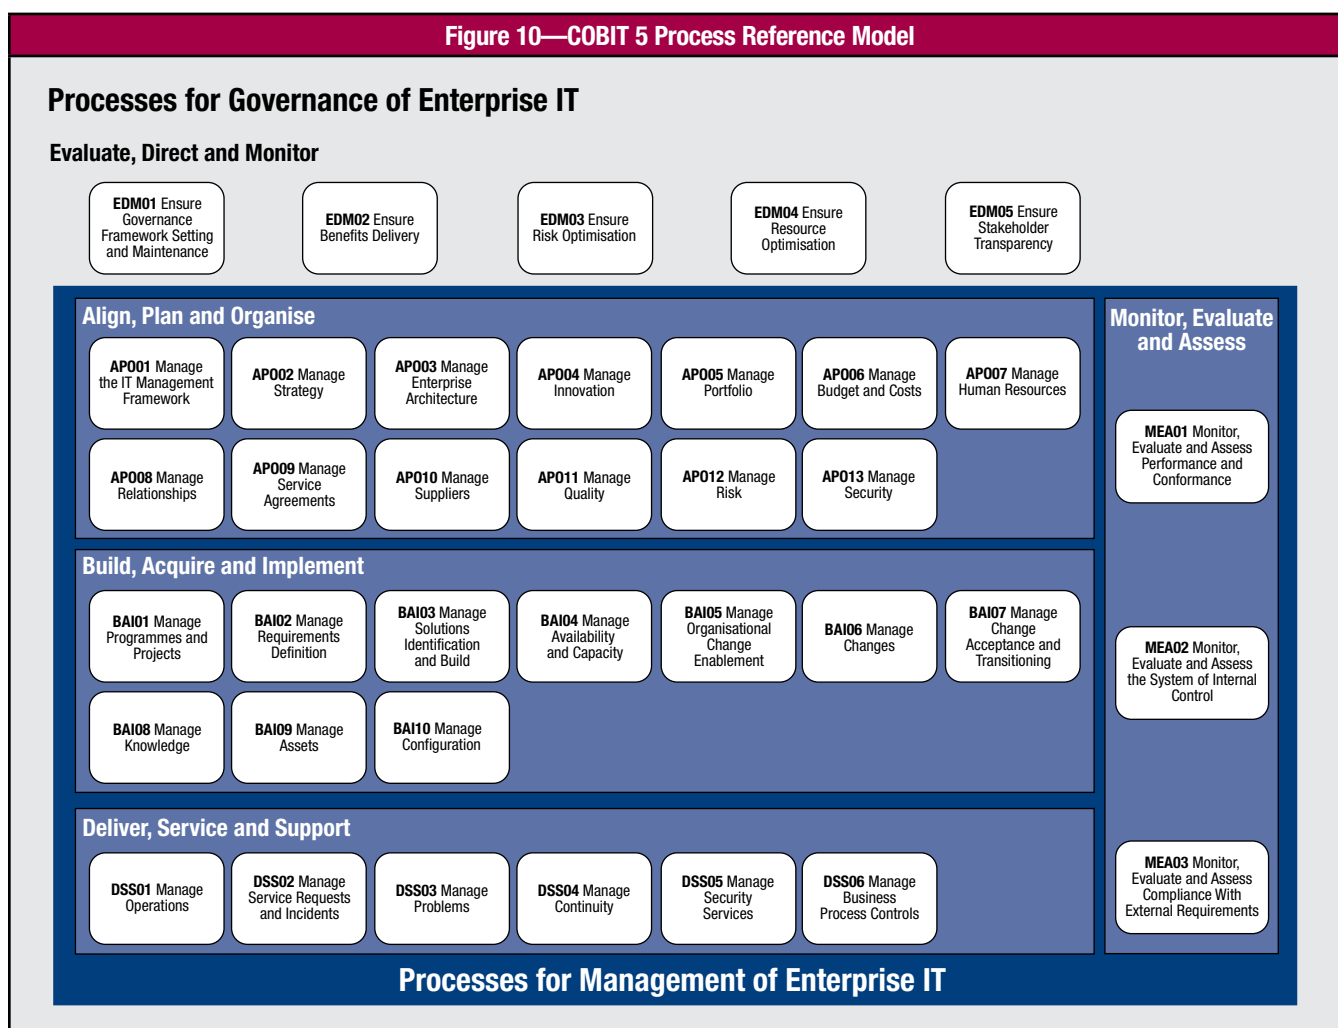 Figure 10—COBIT 5 Process Reference Model
Processes for Governance of Enterprise IT
Evaluate, Direct and Monitor
EDM01 Ensure
Governance
Framework Setting
and Maintenance
EDM02 Ensure
Benefits Delivery
EDM03 Ensure
Risk Optimisation
EDM04 Ensure
Resource
Optimisation
EDM05 Ensure
Stakeholder
Transparency
Align, Plan and Organise
APO01 Manage
the IT Management
Framework
APO02 Manage
Strategy
APO03 Manage
Enterprise
Architecture
APO04 Manage
Innovation
APO05 Manage
Portfolio
APO06 Manage
Budget and Costs
APO07 Manage
Human Resources
APO08 Manage
Relationships
APO09 Manage
Service
Agreements
APO10 Manage
Suppliers
APO11 Manage
Quality
APO12 Manage
Risk
APO13 Manage
Security
Build, Acquire and Implement
BAI01 Manage
Programmes and
Projects
BAI02 Manage
Requirements
Definition
BAI03 Manage
Solutions
Identification
and Build
BAI04 Manage
Availability
and Capacity
BAI05 Manage
Organisational
Change
Enablement
BAI06 Manage
Changes
BAI07 Manage
Change
Acceptance and
Transitioning
BAI08 Manage
Knowledge
BAI09 Manage
Assets
BAI10 Manage
Configuration
Deliver, Service and Support
DSS01 Manage
Operations
DSS02 Manage
Service Requests
and Incidents
DSS03 Manage
Problems
DSS04 Manage
Continuity
DSS05 Manage
Security
Services
DSS06 Manage
Business
Process Controls
Monitor, Evaluate
and Assess
MEA01 Monitor,
Evaluate and Assess
Performance and
Conformance
MEA02 Monitor,
Evaluate and Assess
the System of Internal
Control
MEA03 Monitor,
Evaluate and Assess
Compliance With
External Requirements
Processes for Management of Enterprise IT